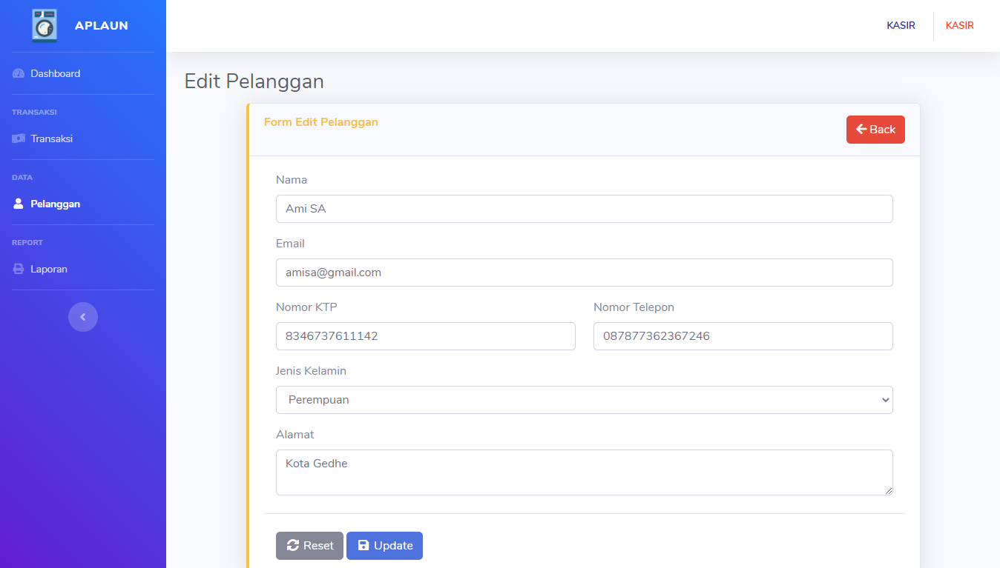 APLAUN
KASIR KASIR
Dashboard
TRANSAKSI
Transaksi
DATA
Pelanggan
REPORT
Laporan
Edit Pelanggan
Form Edit Pelanggan
Back
Nama
Ami SA
Email
amisa@gmail.com
Nomor KTP Nomor Telepon
8346737611142 087877362367246
Jenis Kelamin
Perempuan
Alamat
Kota Gedhe
Reset Update